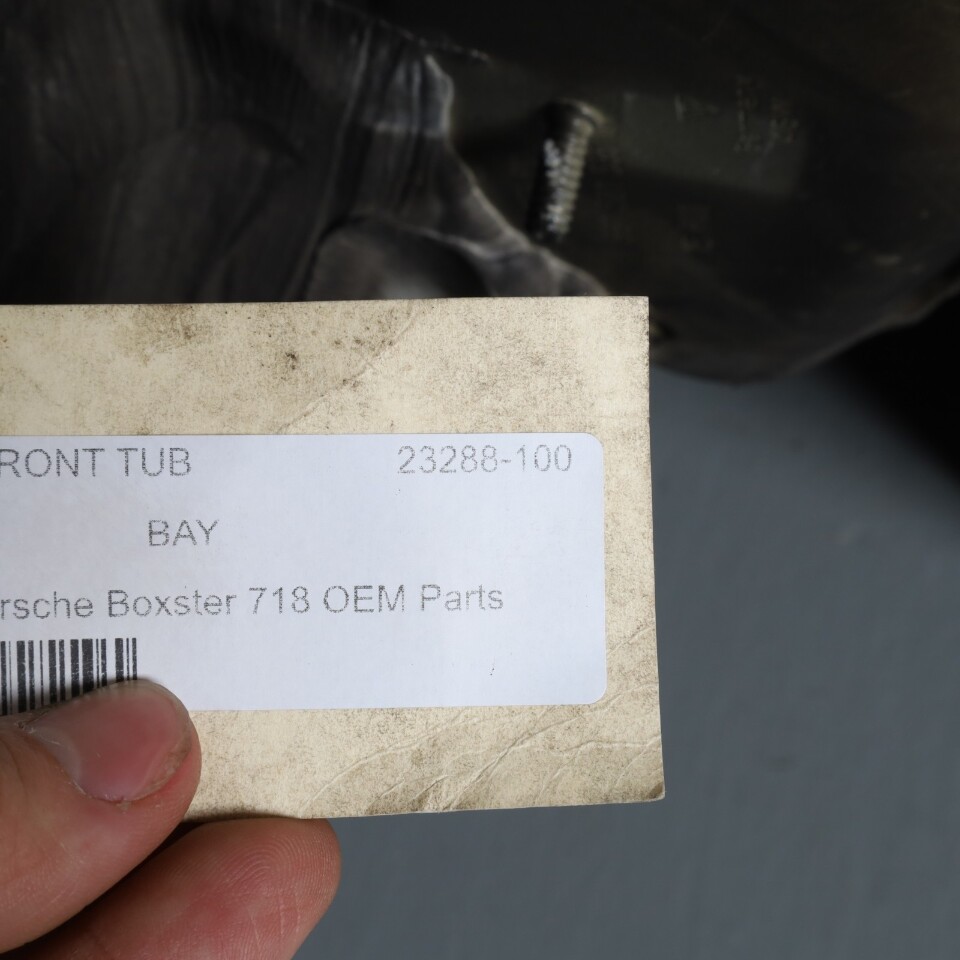 RONT TUB 23288-100
BAY
rsche Boxster 718 OEM Parts